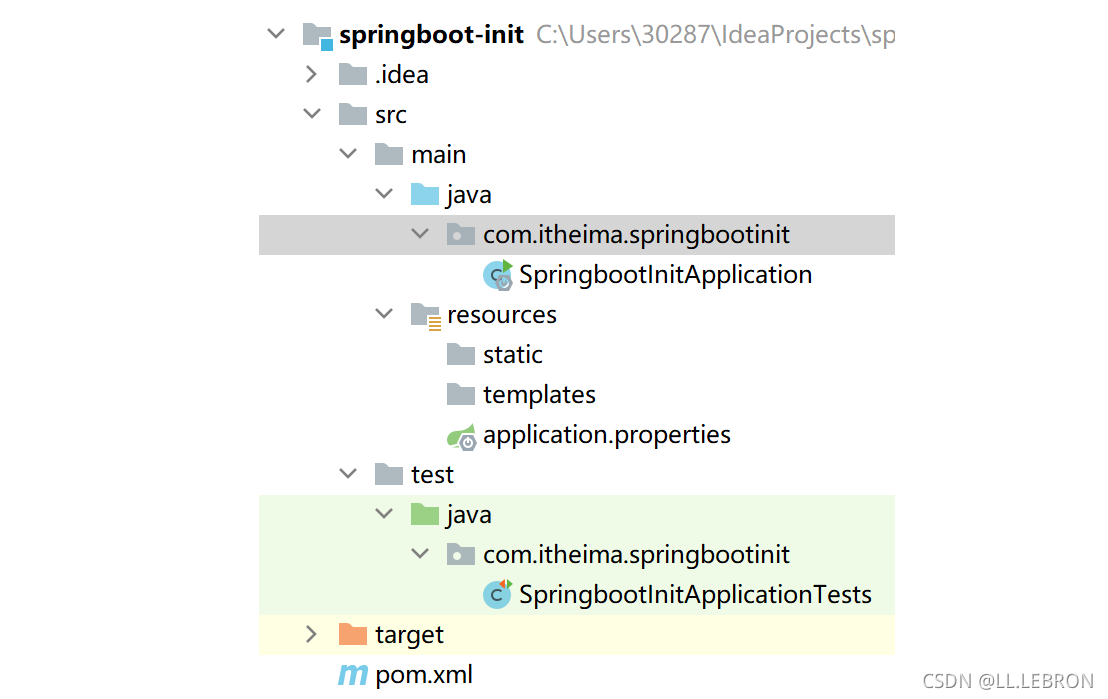 springboot-init C:\Users\30287\IdeaProjects\sp
.idea
src
main
java
com.itheima.springbootinit
SpringbootInitApplication
resources
static
templates
application.properties
test
java
com.itheima.springbootinit
SpringbootInitApplicationTests
target
pom.xml
CSDN @LL.LEBRON